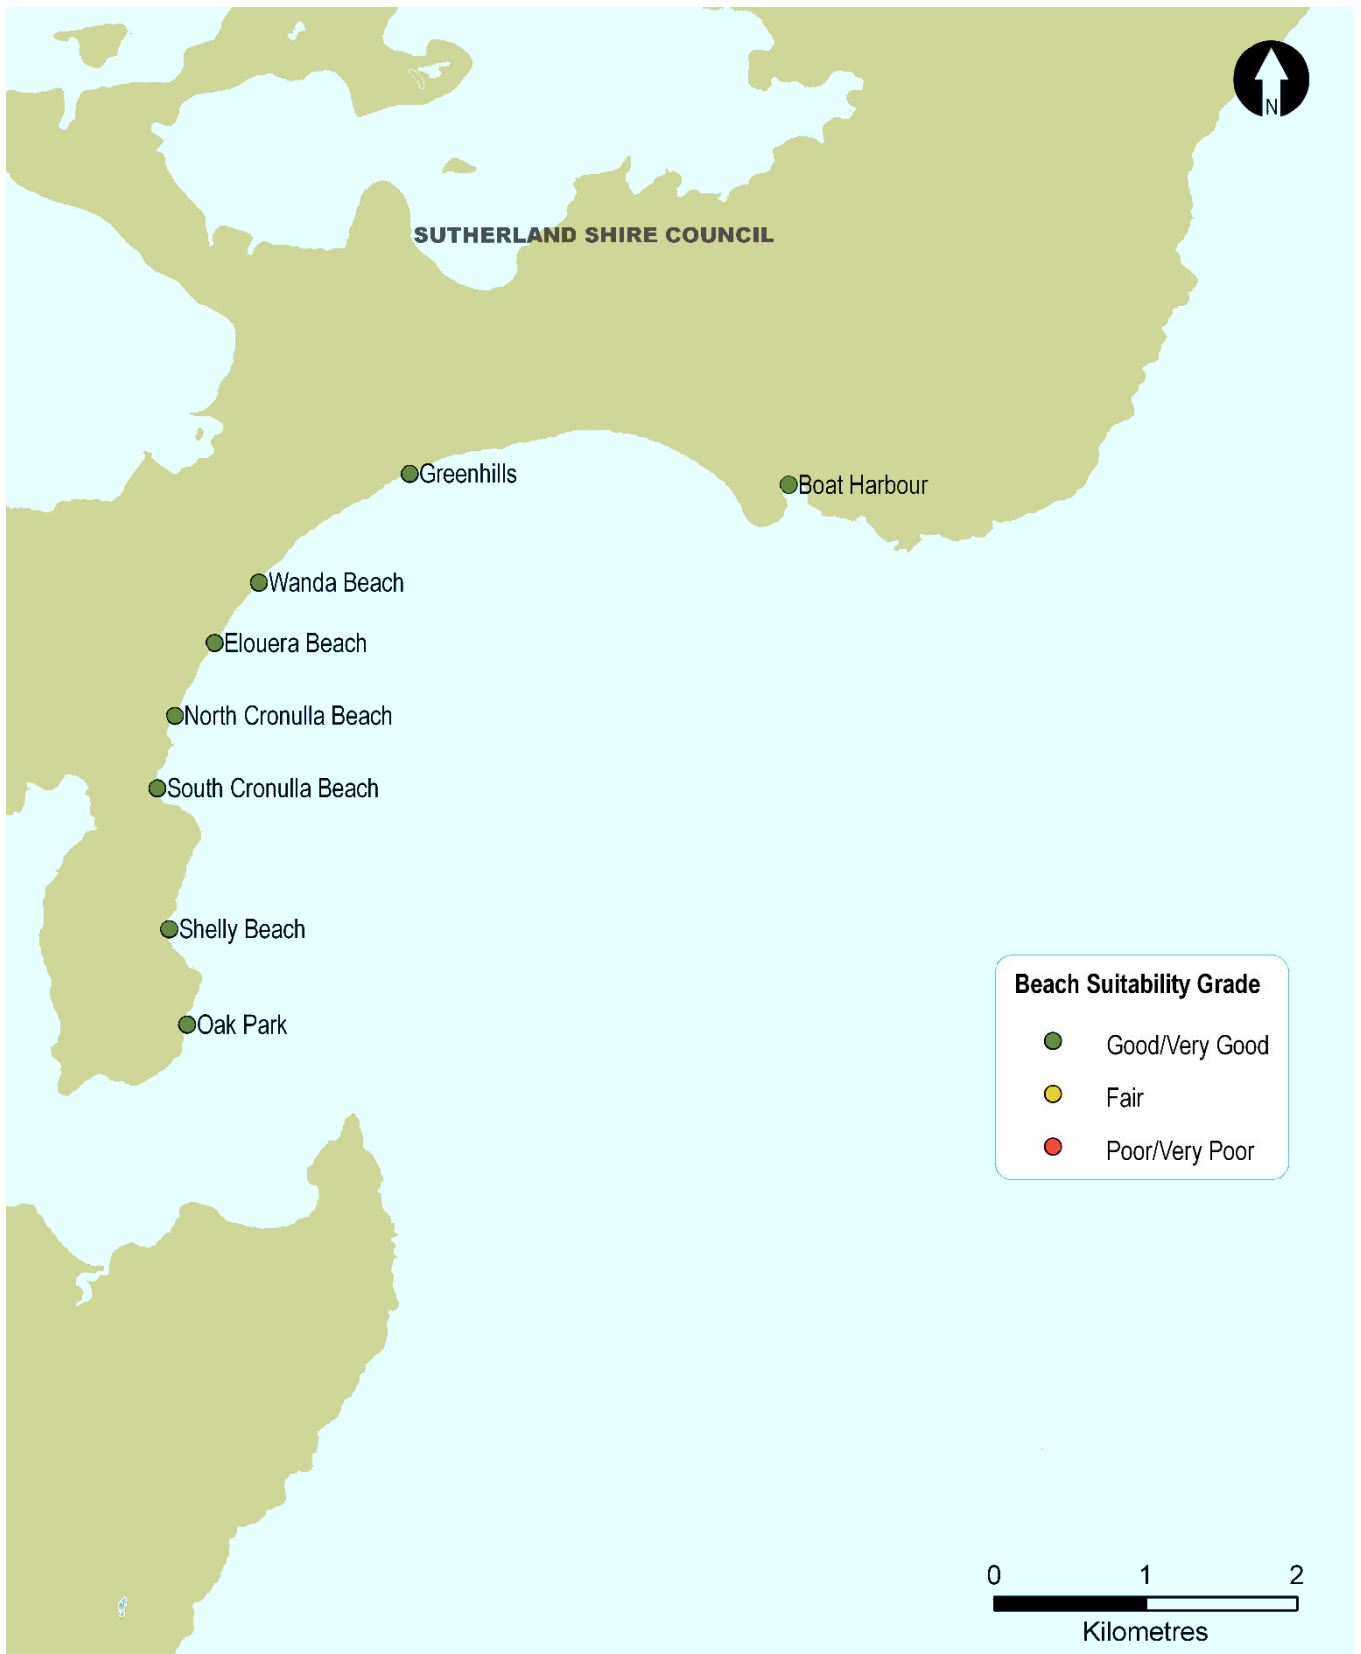 N
SUTHERLAND SHIRE COUNCIL
Greenhills
Boat Harbour
Wanda Beach
Elouera Beach
North Cronulla Beach
South Cronulla Beach
Shelly Beach
Oak Park
Beach Suitability Grade
Good/Very Good
Fair
Poor/Very Poor
0 1 2
Kilometres